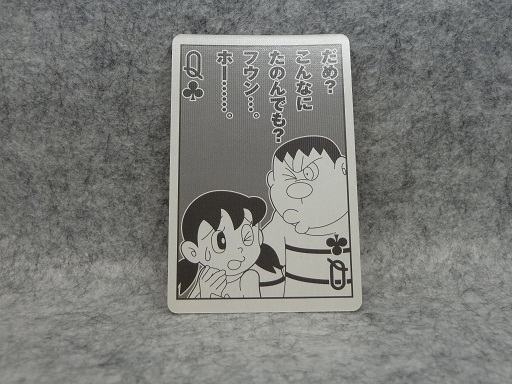 Q
だめ？
こんなに
たのんでも？
フウン…。
ホー……。
Q